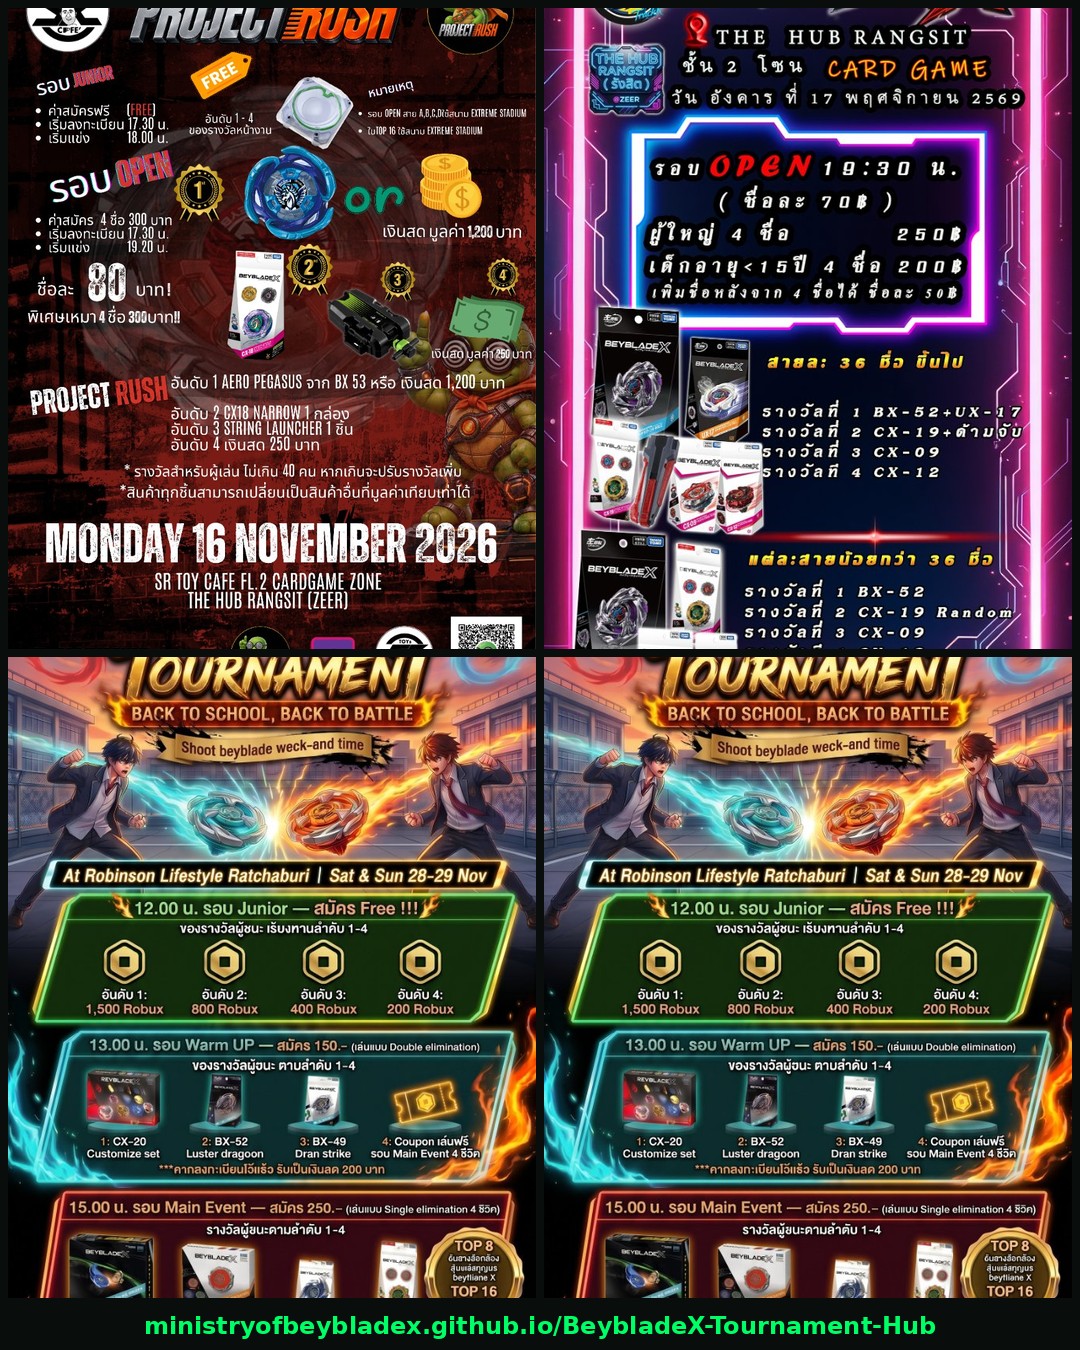 CAFE
PROJECT RUSH
PROJECT RUSH
รอบ JUNIOR
FREE
หมายเหตุ
• ค่าสมัครฟรี (FREE)
• เริ่มลงทะเบียน 17.30 น.
• เริ่มแข่ง 18.00 น.
อันดับ 1 - 4
ของรางวัลหน้างาน
• รอบ OPEN สาย A,B,C,Dใช้สนาม EXTREME STADIUM
• ในTOP 16 ใช้สนาม EXTREME STADIUM
รอบ OPEN
1
or
• ค่าสมัคร 4 ชื่อ 300 บาท
• เริ่มลงทะเบียน 17.30 น.
• เริ่มแข่ง 19.20 น.
เงินสด มูลค่า 1,200 บาท
2
3
4
ชื่อละ 80 บาท!
พิเศษเหมา 4 ชื่อ 300บาท!!
BEYBLADE X
เงินสด มูลค่า 250 บาท
PROJECT RUSH
อันดับ 1 AERO PEGASUS จาก BX 53 หรือ เงินสด 1,200 บาท
อันดับ 2 CX18 NARROW 1 กล่อง
อันดับ 3 STRING LAUNCHER 1 ชิ้น
อันดับ 4 เงินสด 250 บาท
* รางวัลสำหรับผู้เล่น ไม่เกิน 40 คน หากเกินจะปรับรางวัลเพิ่ม
*สินค้าทุกชิ้นสามารถเปลี่ยนเป็นสินค้าอื่นที่มูลค่าเทียบเท่าได้
MONDAY 16 NOVEMBER 2026
SR TOY CAFE FL.2 CARDGAME ZONE
THE HUB RANGSIT (ZEER)
THE HUB RANGSIT
ชั้น 2 โซน CARD GAME
THE HUB
RANGSIT
( รังสิต )
@ZEER
วัน อังคาร ที่ 17 พฤศจิกายน 2569
รอบ OPEN 19:30 น.
( ชื่อละ 70฿ )
ผู้ใหญ่ 4 ชื่อ 250฿
เด็กอายุ<15ปี 4 ชื่อ 200฿
เพิ่มชื่อหลังจาก 4 ชื่อได้ ชื่อละ 50฿
BEYBLADE X
BEYBLADE X
สายละ 36 ชื่อ ขึ้นไป
รางวัลที่ 1 BX-52+UX-17
รางวัลที่ 2 CX-19+ด้ามจับ
รางวัลที่ 3 CX-09
รางวัลที่ 4 CX-12
BEYBLADE X
BEYBLADE X
แต่ละสายน้อยกว่า 36 ชื่อ
BEYBLADE X
รางวัลที่ 1 BX-52
รางวัลที่ 2 CX-19 Random
รางวัลที่ 3 CX-09
TOURNAMENT
BACK TO SCHOOL, BACK TO BATTLE
Shoot beyblade weck-and time
At Robinson Lifestyle Ratchaburi | Sat & Sun 28-29 Nov
12.00 น. รอบ Junior — สมัคร Free !!!
ของรางวัลผู้ชนะ เรียงทานลำดับ 1-4
อันดับ 1: อันดับ 2: อันดับ 3: อันดับ 4:
1,500 Robux 800 Robux 400 Robux 200 Robux
13.00 น. รอบ Warm UP — สมัคร 150.– (เล่นแบบ Double elimination)
ของรางวัลผู้ชนะ ตามลำดับ 1-4
1: CX-20 2: BX-52 3: BX-49 4: Coupon เล่นฟรี
Customize set Luster dragoon Dran strike รอบ Main Event 4 ชีวิต
***คากลงทะเบียนไว้แช้ว รับเป็นเงินลด 200 บาท
15.00 น. รอบ Main Event — สมัคร 250.– (เล่นแบบ Single elimination 4 ชีวิต)
รางวัลผู้ชนะตามลำดับ 1-4
BEYBLADE X
BEYBLADE X
TOP 8
beytliane X
TOP 16
TOURNAMENT
BACK TO SCHOOL, BACK TO BATTLE
Shoot beyblade weck-and time
At Robinson Lifestyle Ratchaburi | Sat & Sun 28-29 Nov
12.00 น. รอบ Junior — สมัคร Free !!!
ของรางวัลผู้ชนะ เรียงทานลำดับ 1-4
อันดับ 1: อันดับ 2: อันดับ 3: อันดับ 4:
1,500 Robux 800 Robux 400 Robux 200 Robux
13.00 น. รอบ Warm UP — สมัคร 150.– (เล่นแบบ Double elimination)
ของรางวัลผู้ชนะ ตามลำดับ 1-4
1: CX-20 2: BX-52 3: BX-49 4: Coupon เล่นฟรี
Customize set Luster dragoon Dran strike รอบ Main Event 4 ชีวิต
***คากลงทะเบียนไว้แช้ว รับเป็นเงินลด 200 บาท
15.00 น. รอบ Main Event — สมัคร 250.– (เล่นแบบ Single elimination 4 ชีวิต)
รางวัลผู้ชนะตามลำดับ 1-4
BEYBLADE X
BEYBLADE X
TOP 8
beytliane X
TOP 16
ministryofbeybladex.github.io/BeybladeX-Tournament-Hub